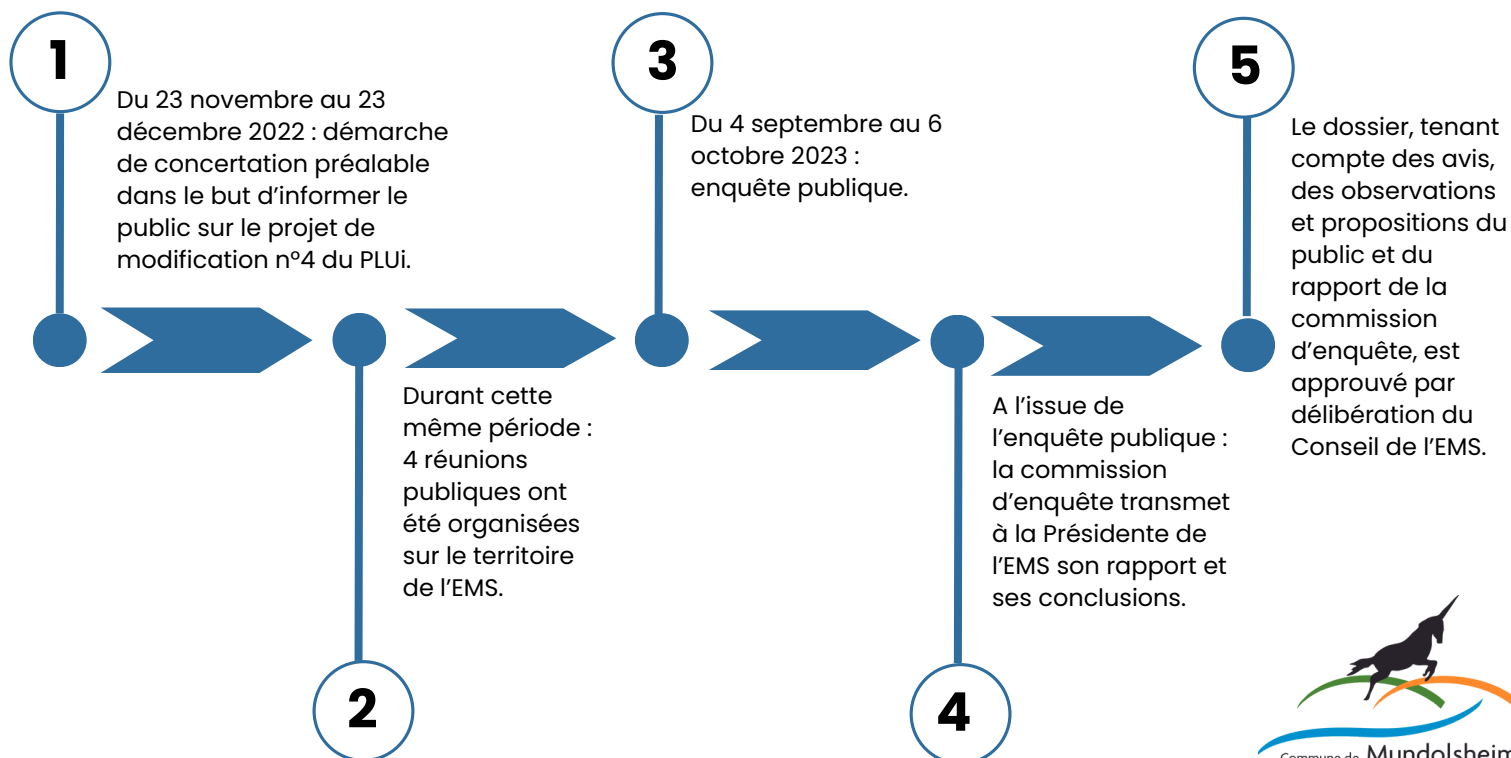 1
Du 23 novembre au 23
décembre 2022 : démarche
de concertation préalable
dans le but d’informer le
public sur le projet de
modification n°4 du PLUi.
2
Durant cette
même période :
4 réunions
publiques ont
été organisées
sur le territoire
de l’EMS.
3
Du 4 septembre au 6
octobre 2023 :
enquête publique.
4
A l’issue de
l’enquête publique :
la commission
d’enquête transmet
à la Présidente de
l’EMS son rapport et
ses conclusions.
5
Le dossier, tenant
compte des avis,
des observations
et propositions du
public et du
rapport de la
commission
d’enquête, est
approuvé par
délibération du
Conseil de l’EMS.
Commune de Mundolsheim